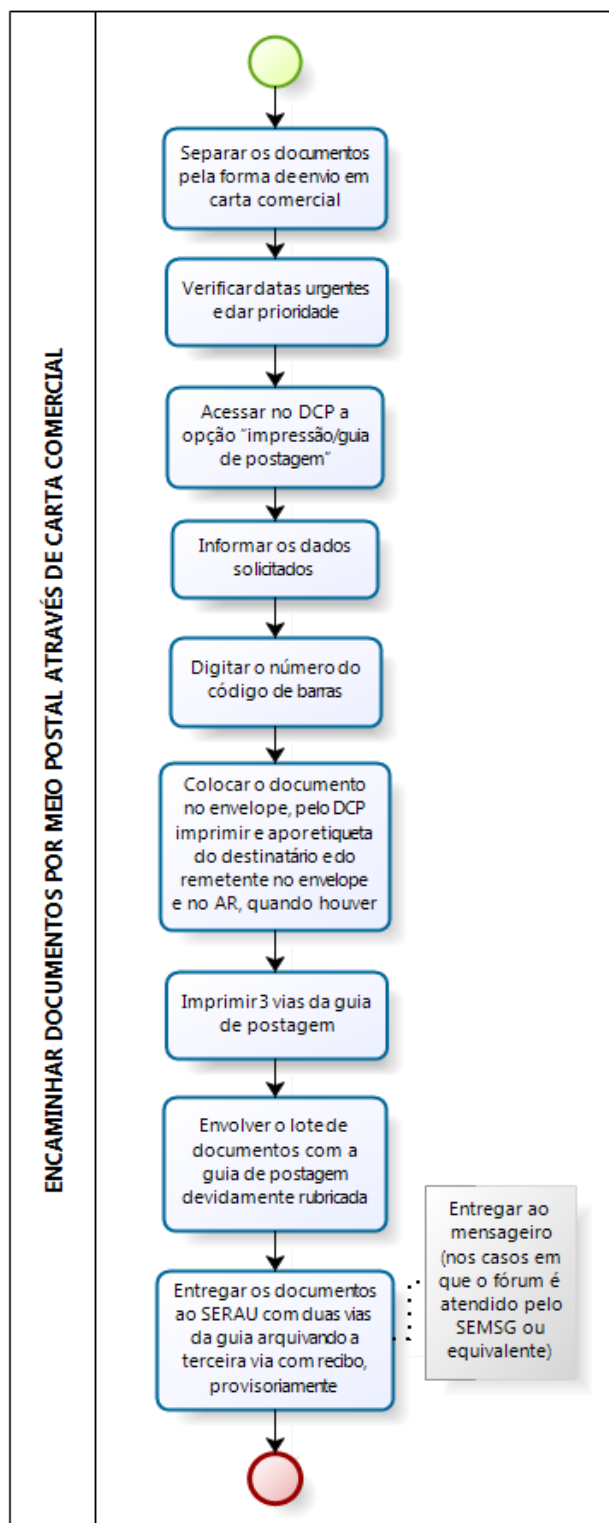 ENCAMINHAR DOCUMENTOS POR MEIO POSTAL ATRAVÉS DE CARTA COMERCIAL
Separar os documentos
pela forma de envio em
carta comercial
Verificar datas urgentes
e dar prioridade
Acessar no DCP a
opção “impressão/guia
de postagem”
Informar os dados
solicitados
Digitar o número do
código de barras
Colocar o documento
no envelope, pelo DCP
imprimir e apor etiqueta
do destinatário e do
remetente no envelope
e no AR, quando houver
Imprimir 3 vias da guia
de postagem
Envolver o lote de
documentos com a
guia de postagem
devidamente rubricada
Entregar os documentos
ao SERAU com duas vias
da guia arquivando a
terceira via com recibo,
provisoriamente
Entregar ao
mensageiro
(nos casos em
que o fórum é
atendido pelo
SEMSG ou
equivalente)